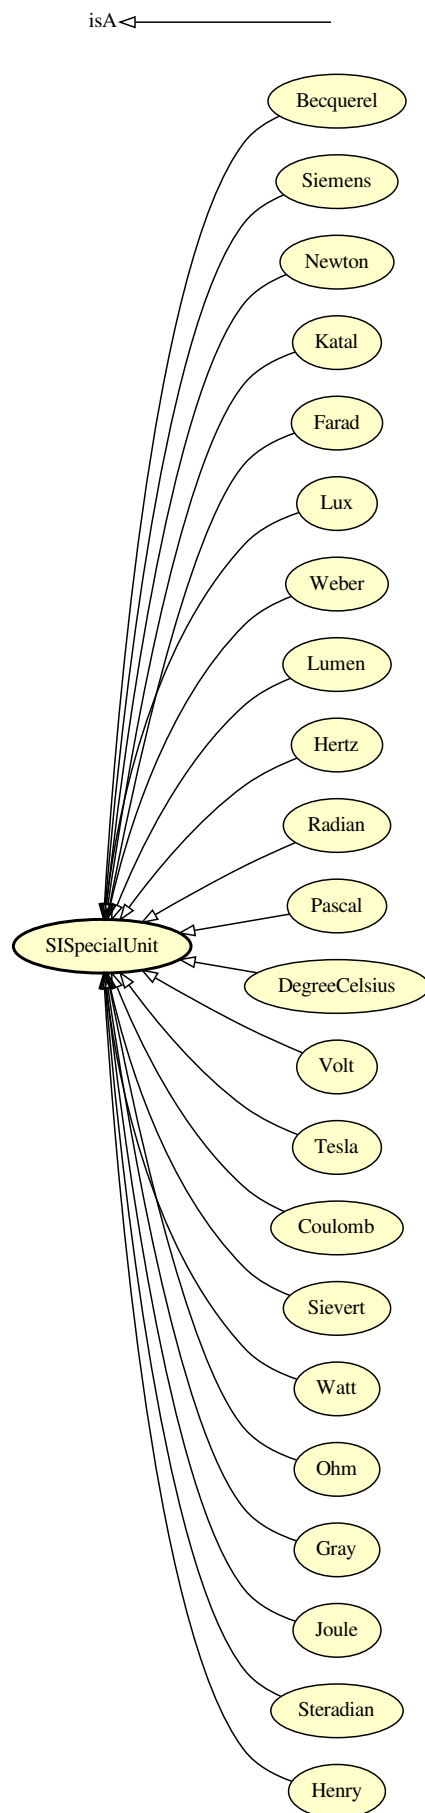 isA
Becquerel
Siemens
Newton
Katal
Farad
Lux
Weber
Lumen
Hertz
Radian
Pascal
SISpecialUnit
DegreeCelsius
Volt
Tesla
Coulomb
Sievert
Watt
Ohm
Gray
Joule
Steradian
Henry